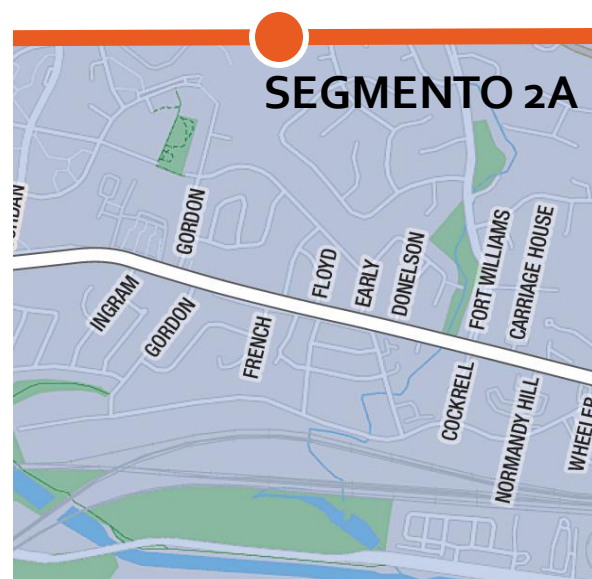 SEGMENTO 2A
GORDON
FORT WILLIAMS
CARRIAGE HOUSE
FLOYD
EARLY
DONELSON
INGRAM
GORDON
FRENCH
COCKRELL
NORMANDY HILL
WHEELER